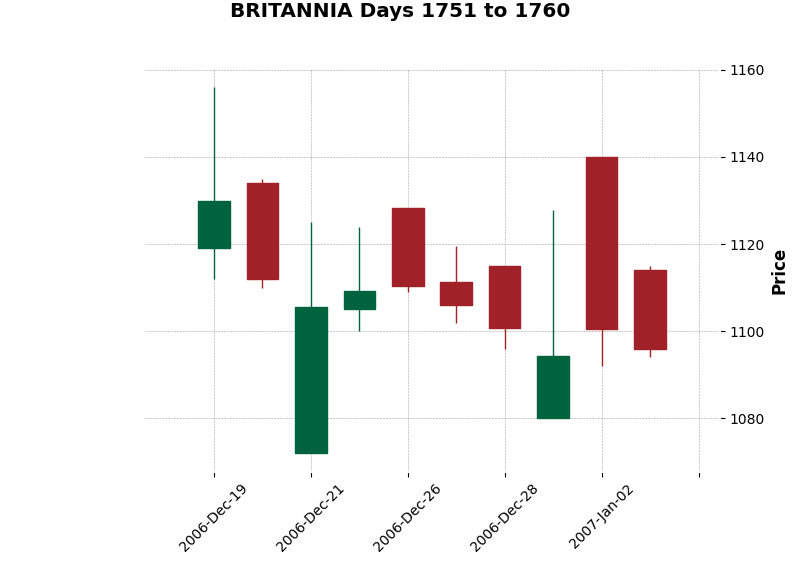 BRITANNIA Days 1751 to 1760
1160
1140
1120
1100
1080
Price
2006-Dec-19
2006-Dec-21
2006-Dec-26
2006-Dec-28
2007-Jan-02